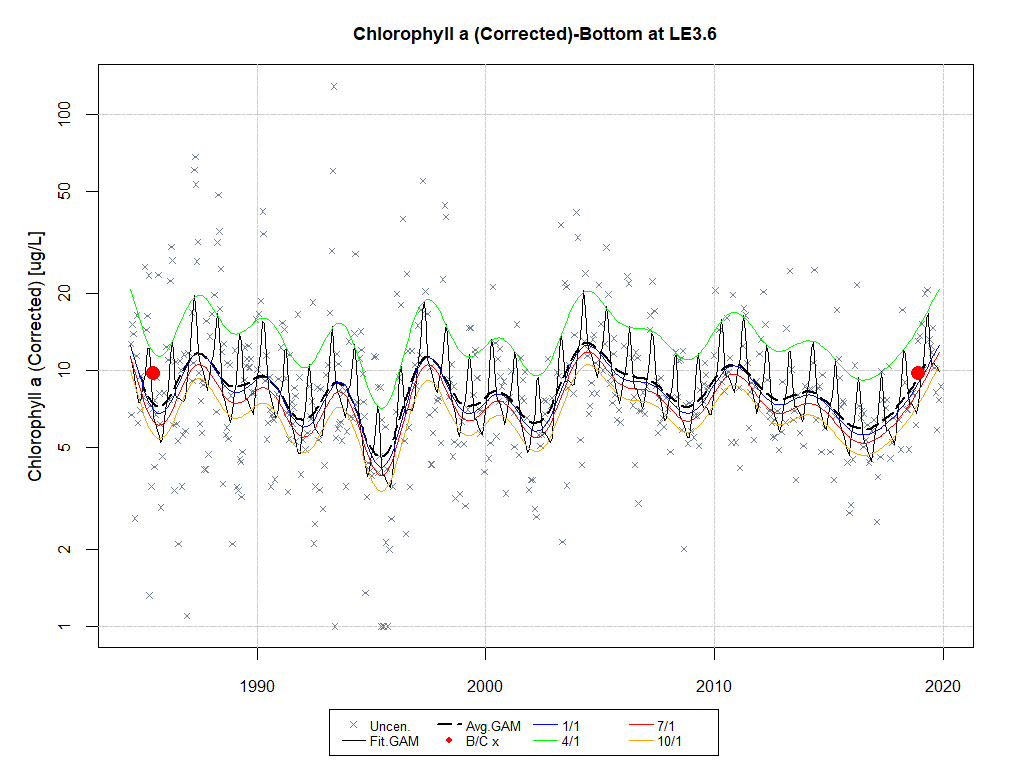 Chlorophyll a (Corrected)-Bottom at LE3.6
Chlorophyll a (Corrected) [ug/L]
100
50
20
10
5
2
1
1990 2000 2010 2020
Uncen. Avg.GAM 1/1 7/1
Fit.GAM B/C x 4/1 10/1